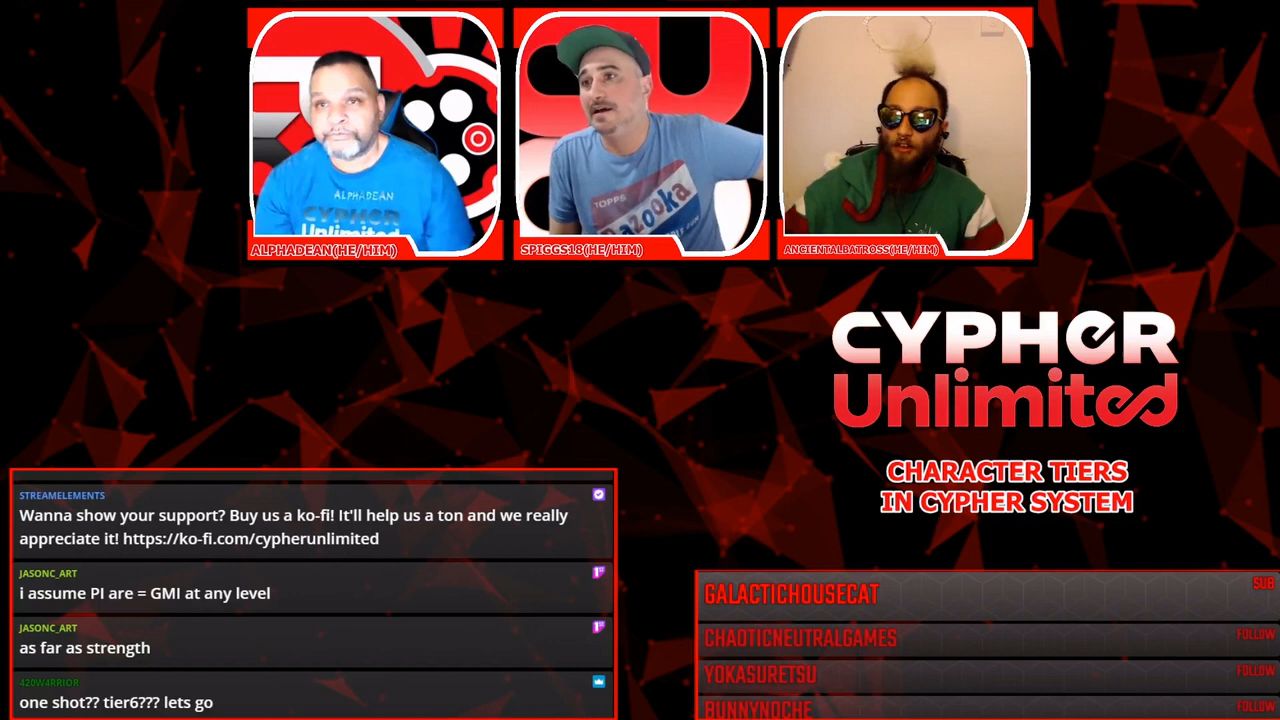 ALPHADEAN
CYPHER
Unlimited
TOPPS
Bazooka
ALPHADEAN(HE/HIM)
SPIGGS18(HE/HIM)
ANCIENTALBATROSS(HE/HIM)
CYPHER
Unlimited
CHARACTER TIERS
IN CYPHER SYSTEM
STREAMELEMENTS
Wanna show your support? Buy us a ko-fi! It'll help us a ton and we really
appreciate it! https://ko-fi.com/cypherunlimited
JASONC_ART
i assume PI are = GMI at any level
JASONC_ART
as far as strength
420W4RRIOR
one shot?? tier6??? lets go
GALACTICHOUSECAT
SUB
CHAOTICNEUTRALGAMES
FOLLOW
YOKASURETSU
FOLLOW
BUNNYNOCHE
FOLLOW